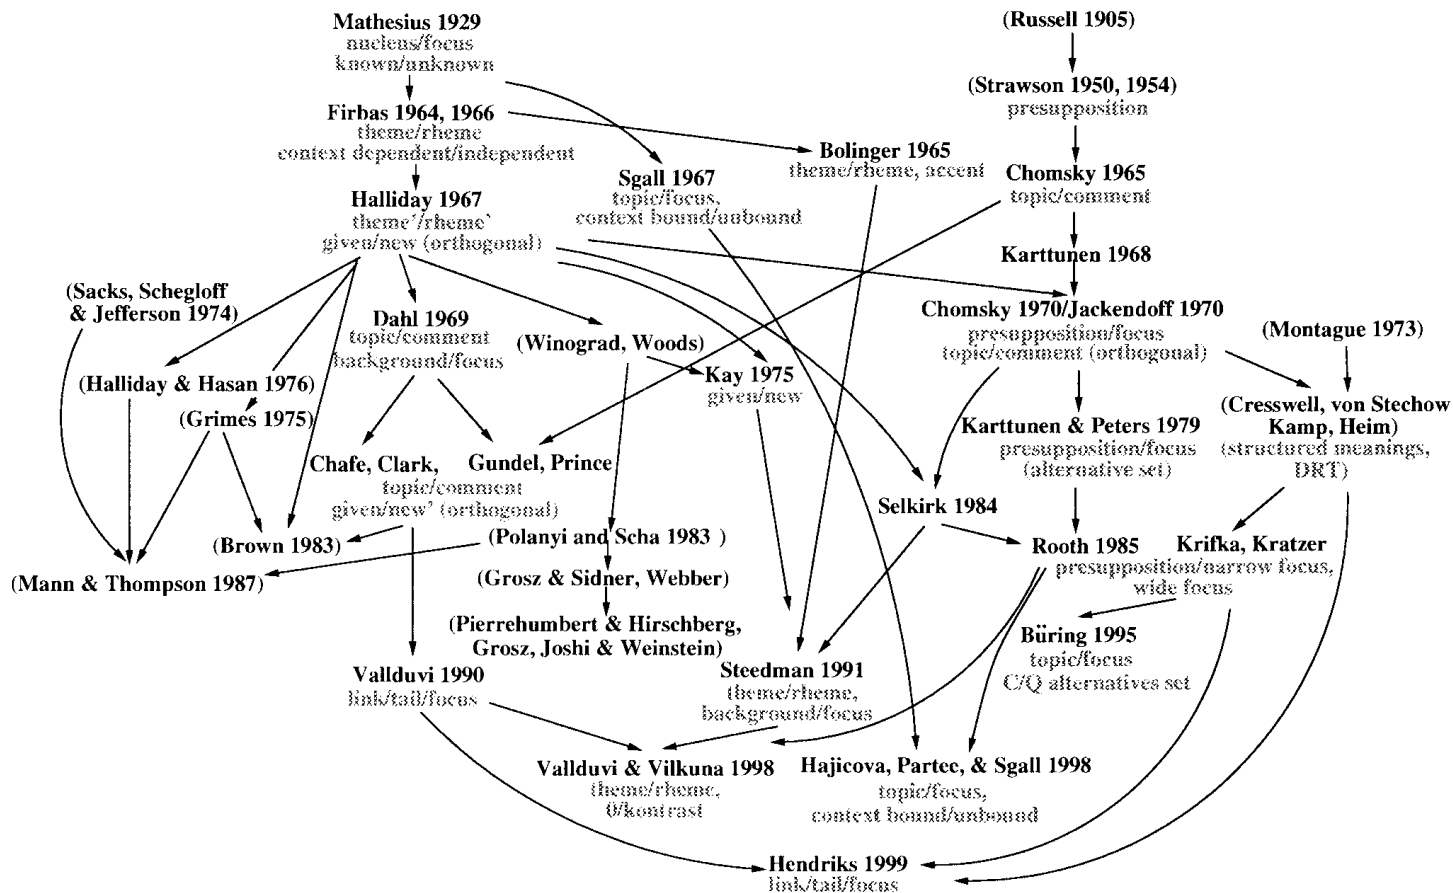 Mathesius 1929
nucleus/focus
known/unknown
(Russell 1905)
(Strawson 1950, 1954)
presupposition
Firbas 1964, 1966
theme/rheme
context dependent/independent
Bolinger 1965
theme/rheme, accent
Chomsky 1965
topic/comment
Sgall 1967
topic/focus,
context bound/unbound
Halliday 1967
theme'/rheme`
given/new (orthogonal)
Karttunen 1968
(Sacks, Schegloff
& Jefferson 1974)
Dahl 1969
topic/comment
background/focus
(Winograd, Woods)
Chomsky 1970/Jackendoff 1970
presupposition/focus
topic/comment (orthogonal)
(Montague 1973)
(Halliday & Hasan 1976)
(Grimes 1975)
Kay 1975
given/new
Karttunen & Peters 1979
presupposition/focus
(alternative set)
(Cresswell, von Stechow
Kamp, Heim)
(structured meanings,
DRT)
Chafe, Clark,
Gundel, Prince
topic/comment
given/new' (orthogonal)
Selkirk 1984
(Brown 1983)
(Polanyi and Scha 1983 )
Rooth 1985
Krifka, Kratzer
presupposition/narrow focus,
wide focus
(Mann & Thompson 1987)
(Grosz & Sidner, Webber)
(Pierrehumbert & Hirschberg,
Grosz, Joshi & Weinstein)
Büring 1995
topic/focus
C/Q alternatives set
Vallduvi 1990
link/tail/focus
Steedman 1991
theme/rheme,
background/focus
Vallduvi & Vilkuna 1998
theme/rheme,
0/kontrast
Hajicova, Partee, & Sgall 1998
topic/focus,
context bound/unbound
Hendriks 1999
link/tail/focus